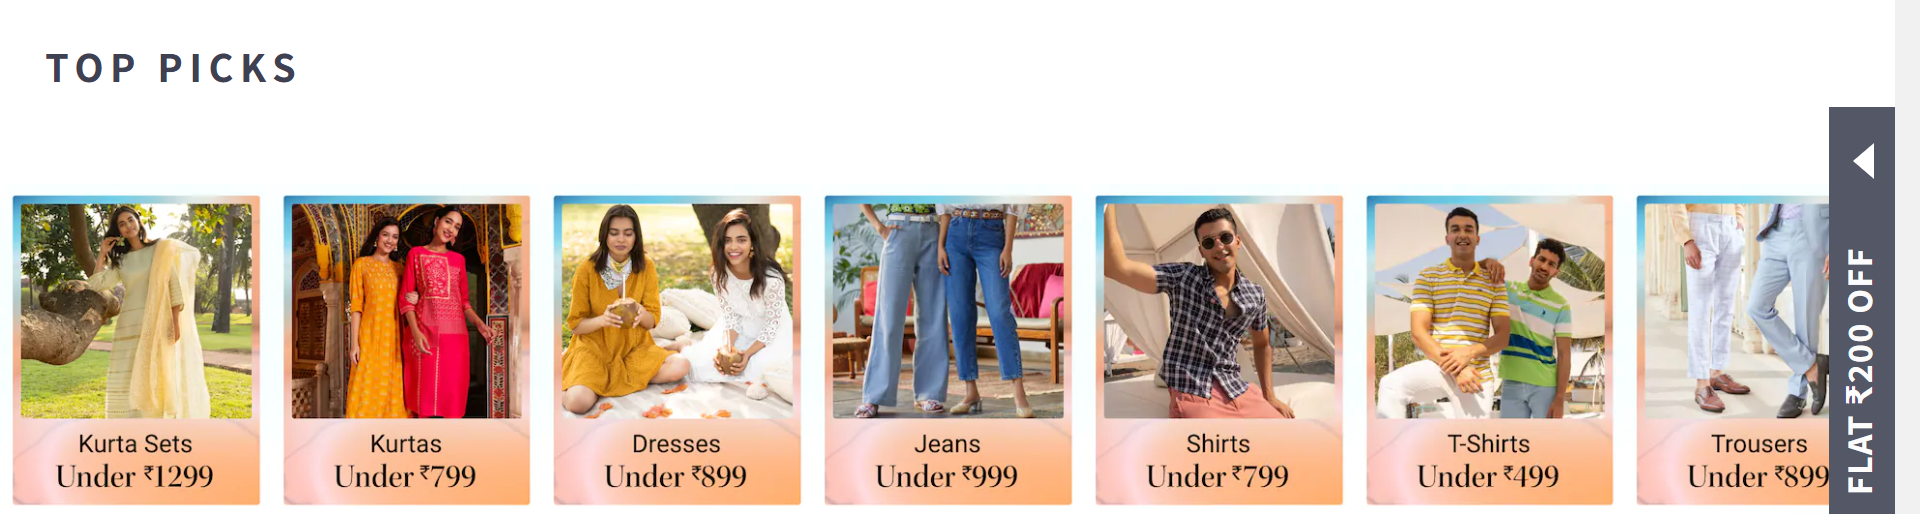 TOP PICKS
Kurta Sets
Under ₹1299
Kurtas
Under ₹799
Dresses
Under ₹899
Jeans
Under ₹999
Shirts
Under ₹799
T-Shirts
Under ₹499
Trousers
Under ₹899
FLAT ₹200 OFF